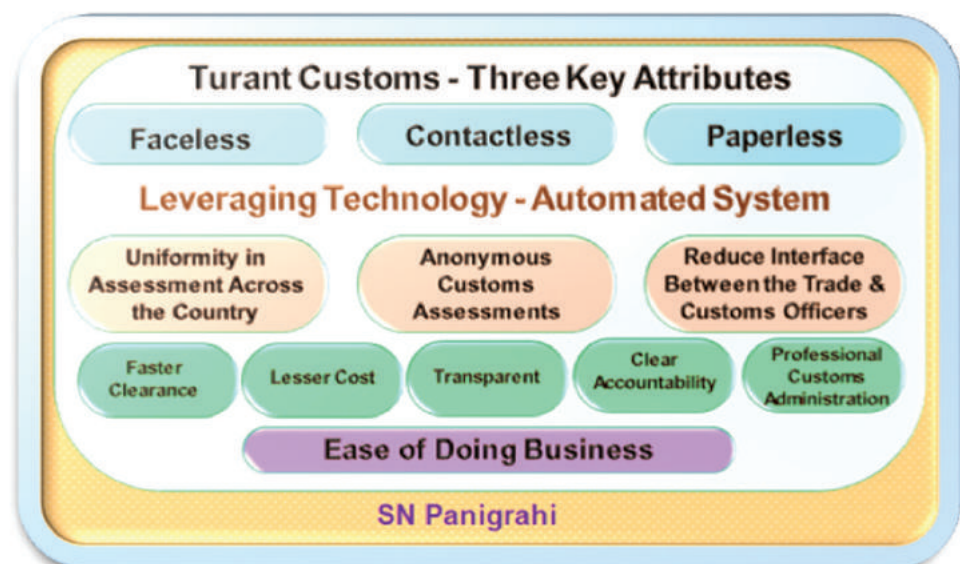 Turant Customs - Three Key Attributes
Faceless
Contactless
Paperless
Leveraging Technology - Automated System
Uniformity in
Assessment Across
the Country
Anonymous
Customs
Assessments
Reduce Interface
Between the Trade &
Customs Officers
Faster
Clearance
Lesser Cost
Transparent
Clear
Accountability
Professional
Customs
Administration
Ease of Doing Business
SN Panigrahi